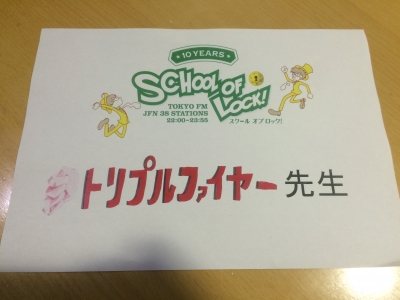 10 YEARS
SCHOOL OF
LOCK!
TOKYO FM
JFN 38 STATIONS
22:00-23:55
スクール オブ ロック!
トリプルファイヤー 先生